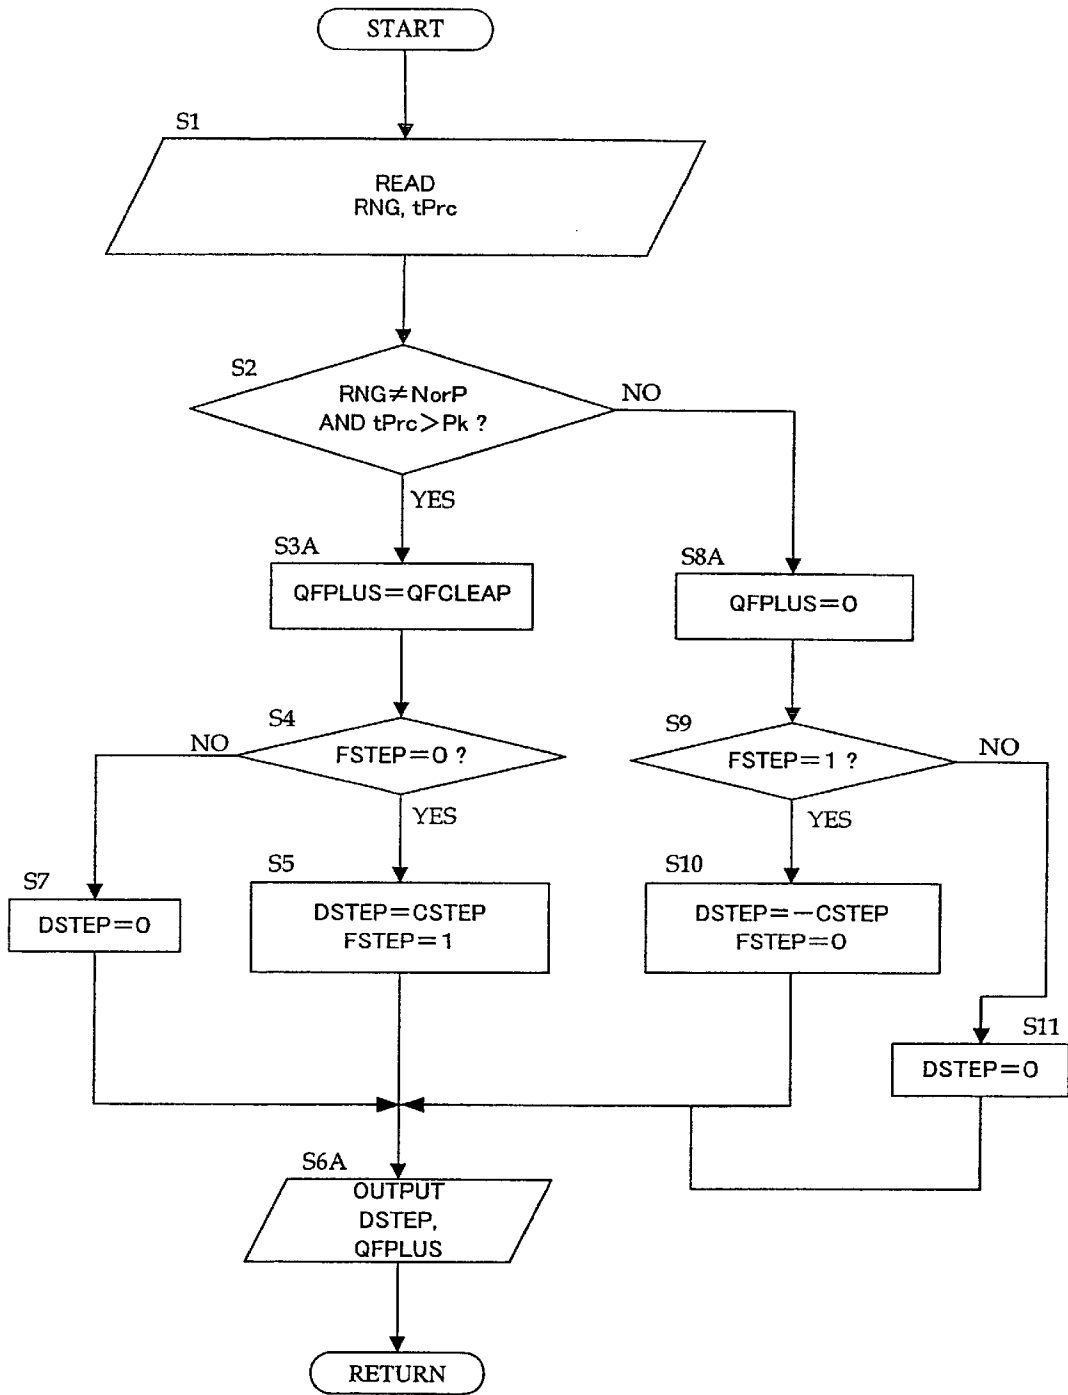 START
S1
READ
RNG, tPrc
S2
RNG≠NorP
AND tPrc>Pk ?
NO
YES
S3A
QFPLUS=QFCLEAP
S8A
QFPLUS=0
S4
NO
FSTEP=0 ?
YES
S9
FSTEP=1 ?
NO
YES
S7
DSTEP=0
S5
DSTEP=CSTEP
FSTEP=1
S10
DSTEP=−CSTEP
FSTEP=0
S11
DSTEP=0
S6A
OUTPUT
DSTEP,
QFPLUS
RETURN